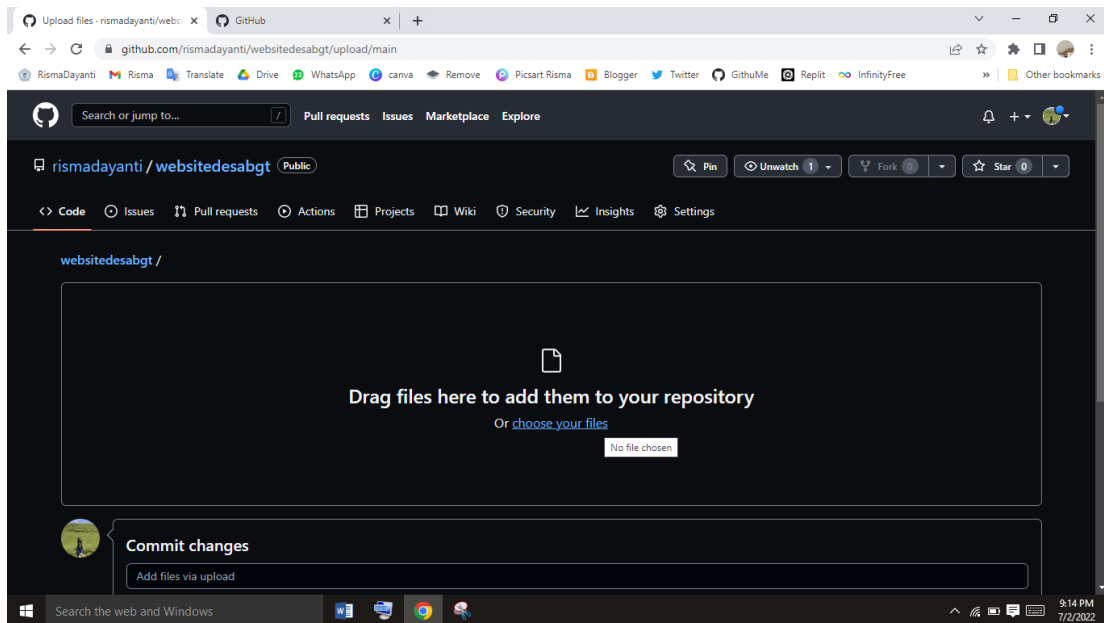 Upload files · rismadayanti/webs
GitHub
github.com/rismadayanti/websitedesabgt/upload/main
RismaDayanti Risma Translate Drive WhatsApp canva Remove Picsart Risma Blogger Twitter GithuMe Replit InfinityFree » Other bookmarks
Search or jump to... / Pull requests Issues Marketplace Explore
rismadayanti / websitedesabgt Public
Pin Unwatch 1 Fork 0 Star 0
Code Issues Pull requests Actions Projects Wiki Security Insights Settings
websitedesabgt /
Drag files here to add them to your repository
Or choose your files
No file chosen
Commit changes
Add files via upload
Search the web and Windows
9:14 PM
7/2/2022